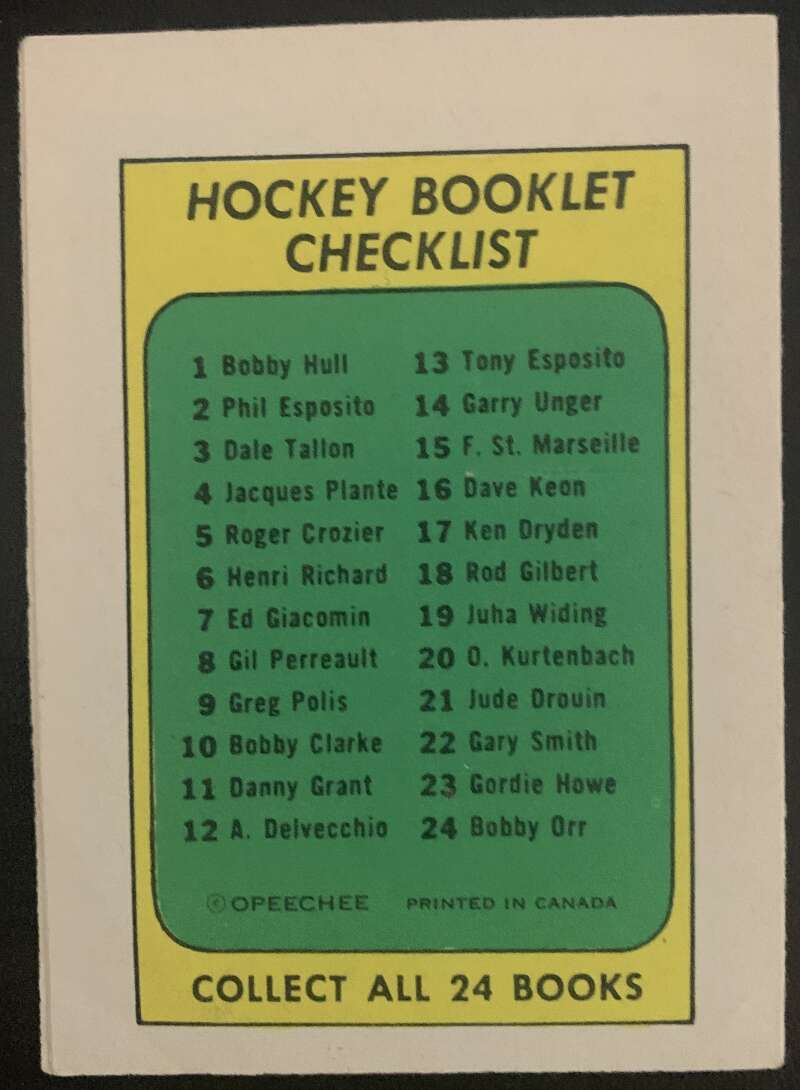 HOCKEY BOOKLET
CHECKLIST
1 Bobby Hull
2 Phil Esposito
3 Dale Tallon
4 Jacques Plante
5 Roger Crozier
6 Henri Richard
7 Ed Giacomin
8 Gil Perreault
9 Greg Polis
10 Bobby Clarke
11 Danny Grant
12 A. Delvecchio
13 Tony Esposito
14 Garry Unger
15 F. St. Marseille
16 Dave Keon
17 Ken Dryden
18 Rod Gilbert
19 Juha Widing
20 O. Kurtenbach
21 Jude Drouin
22 Gary Smith
23 Gordie Howe
24 Bobby Orr
© OPEECHEE PRINTED IN CANADA
COLLECT ALL 24 BOOKS